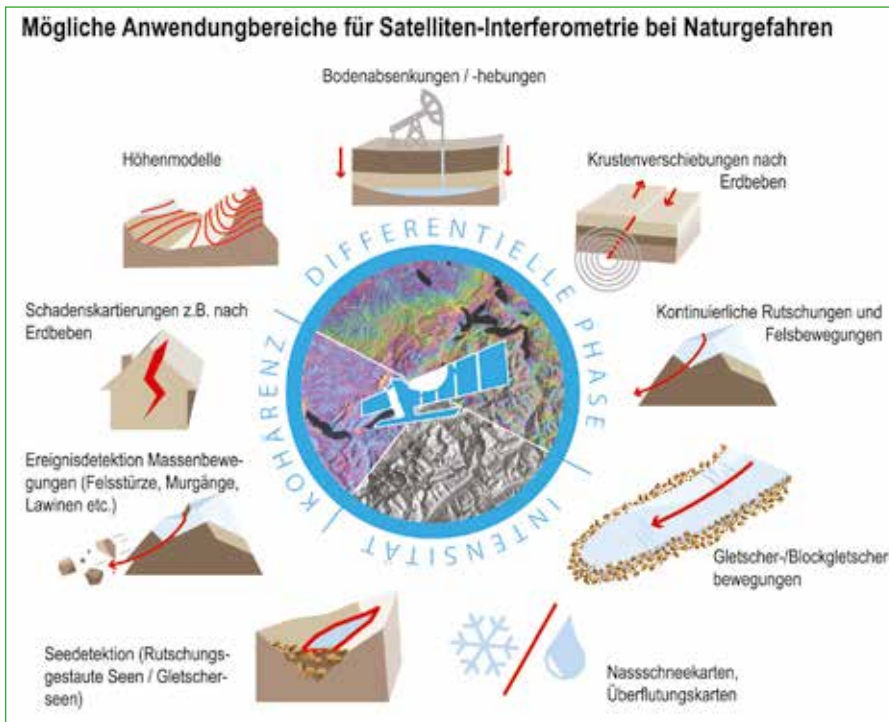 Mögliche Anwendungbereiche für Satelliten-Interferometrie bei Naturgefahren
Bodenabsenkungen / -hebungen
Höhenmodelle
Krustenverschiebungen nach
Erdbeben
Schadenskartierungen z.B. nach
Erdbeben
Kontinuierliche Rutschungen und
Felsbewegungen
KOHÄRENZ / DIFFERENTIELLE PHASE / INTENSITÄT /
Ereignisdetektion Massenbewe-
gungen (Felsstürze, Murgänge,
Lawinen etc.)
Gletscher-/Blockgletscher-
bewegungen
Seedetektion (Rutschungs-
gestaute Seen / Gletscher-
seen)
Nassschneekarten,
Überflutungskarten